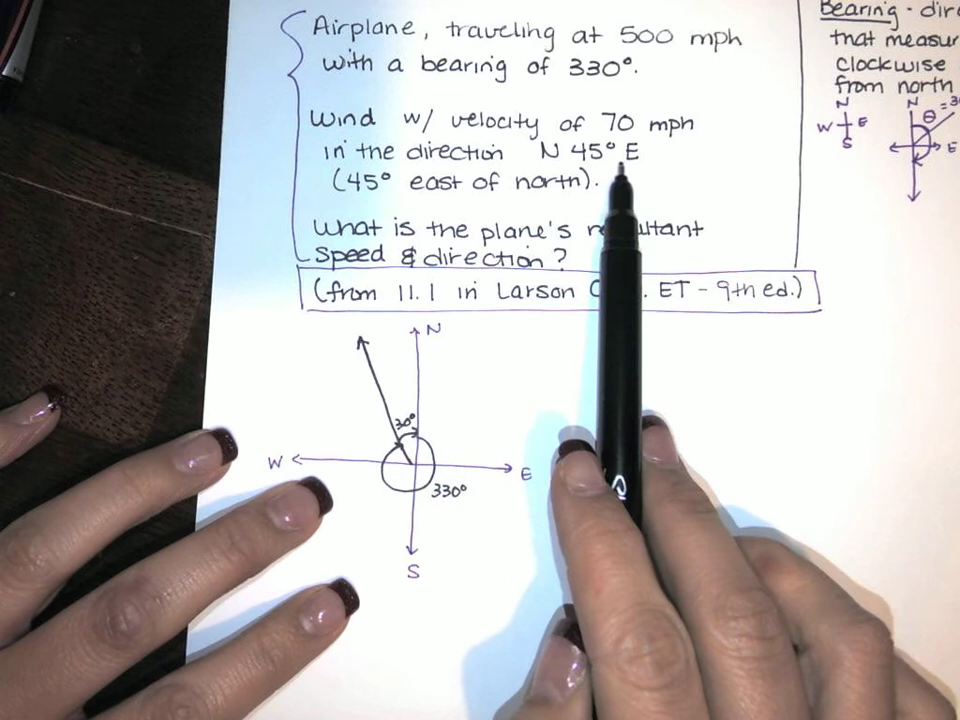 Airplane, traveling at 500 mph
with a bearing of 330°.
Wind w/ velocity of 70 mph
in the direction N 45° E
(45° east of north).
What is the plane's
speed & direction?
(from 11.1 in Larson ET - 9th ed.)
Bearing -
that
clockwise
from north
N
W E
S
N
θ =
E
N
30°
W E
330°
S